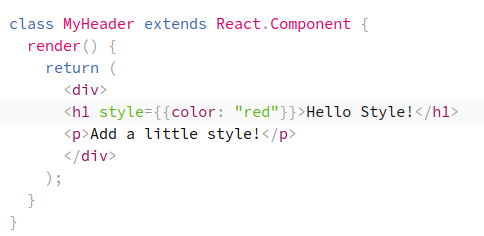 class MyHeader extends React.Component {
  render() {
    return (
      <div>
      <h1 style={{color: "red"}}>Hello Style!</h1>
      <p>Add a little style!</p>
      </div>
    );
  }
}